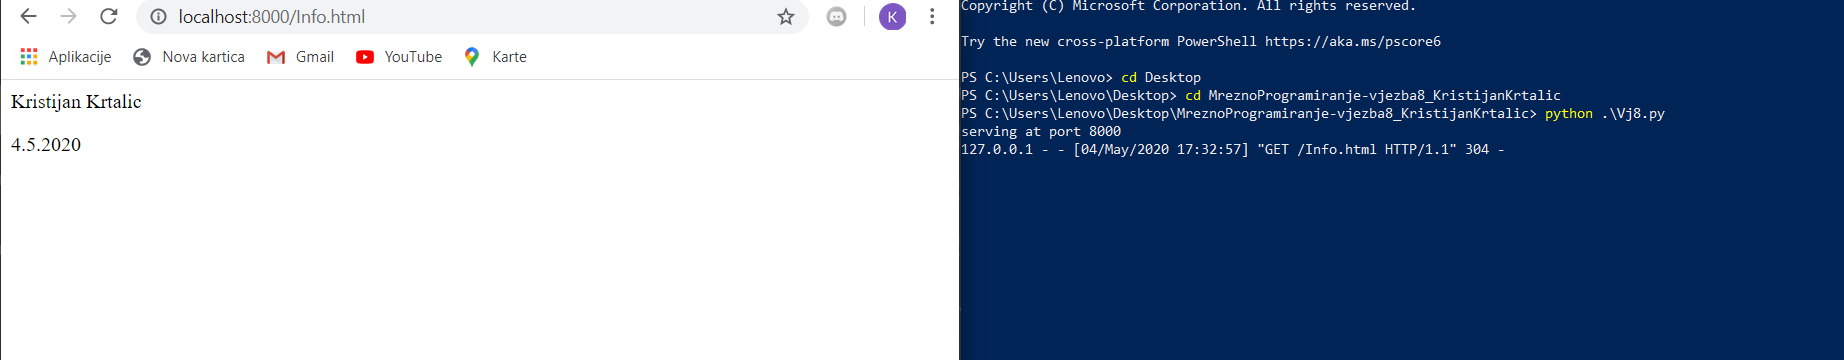 localhost:8000/Info.html
K
Aplikacije Nova kartica Gmail YouTube Karte
Kristijan Krtalic
4.5.2020
Copyright (C) Microsoft Corporation. All rights reserved.
Try the new cross-platform PowerShell https://aka.ms/pscore6
PS C:\Users\Lenovo> cd Desktop
PS C:\Users\Lenovo\Desktop> cd MreznoProgramiranje-vjezba8_KristijanKrtalic
PS C:\Users\Lenovo\Desktop\MreznoProgramiranje-vjezba8_KristijanKrtalic> python .\Vj8.py
serving at port 8000
127.0.0.1 - - [04/May/2020 17:32:57] "GET /Info.html HTTP/1.1" 304 -